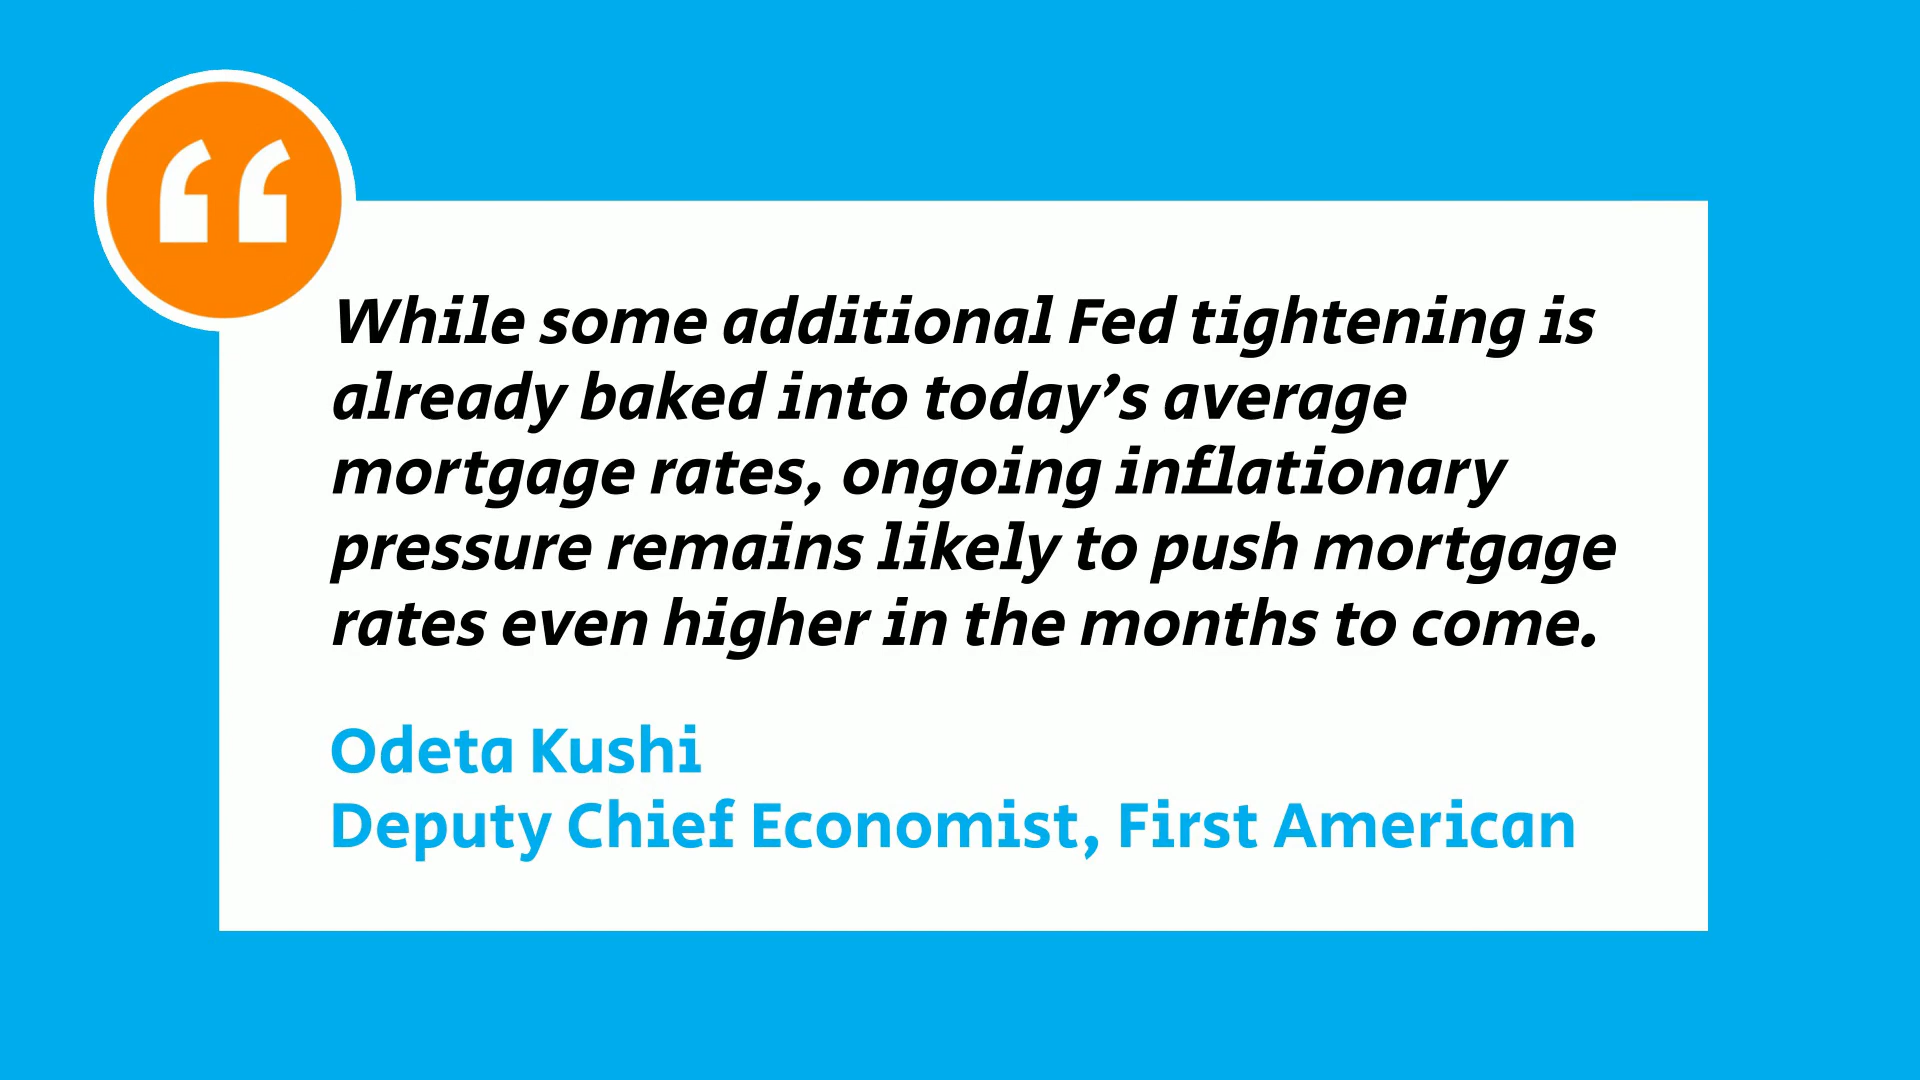 “
While some additional Fed tightening is
already baked into today’s average
mortgage rates, ongoing inflationary
pressure remains likely to push mortgage
rates even higher in the months to come.
Odeta Kushi
Deputy Chief Economist, First American